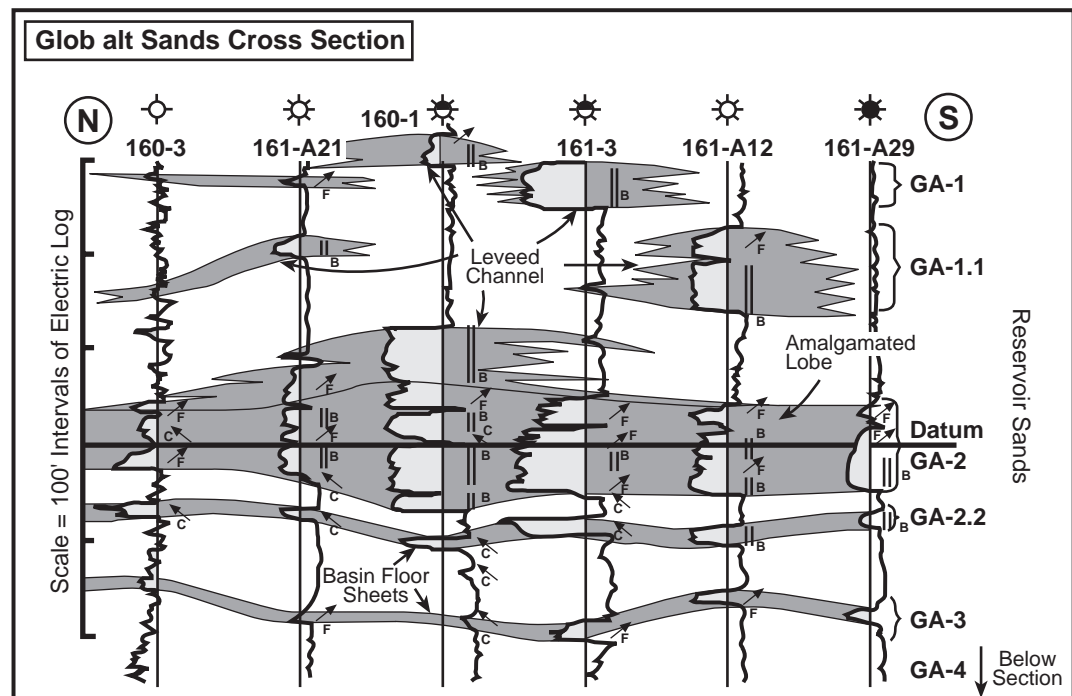 Glob alt Sands Cross Section
N
S
160-3
161-A21
160-1
161-3
161-A12
161-A29
GA-1
GA-1.1
Leveed
Channel
Amalgamated
Lobe
Datum
GA-2
GA-2.2
Basin Floor
Sheets
GA-3
GA-4
Below
Section
Scale = 100' Intervals of Electric Log
Reservoir Sands
F
B
B
B
F
B
B
F
F
B
F
C
F
B
F
C
B
C
B
F
F
B
C
F
B
F
B
F
F
B
C
C
C
C
B
B
C
F
C
F
F